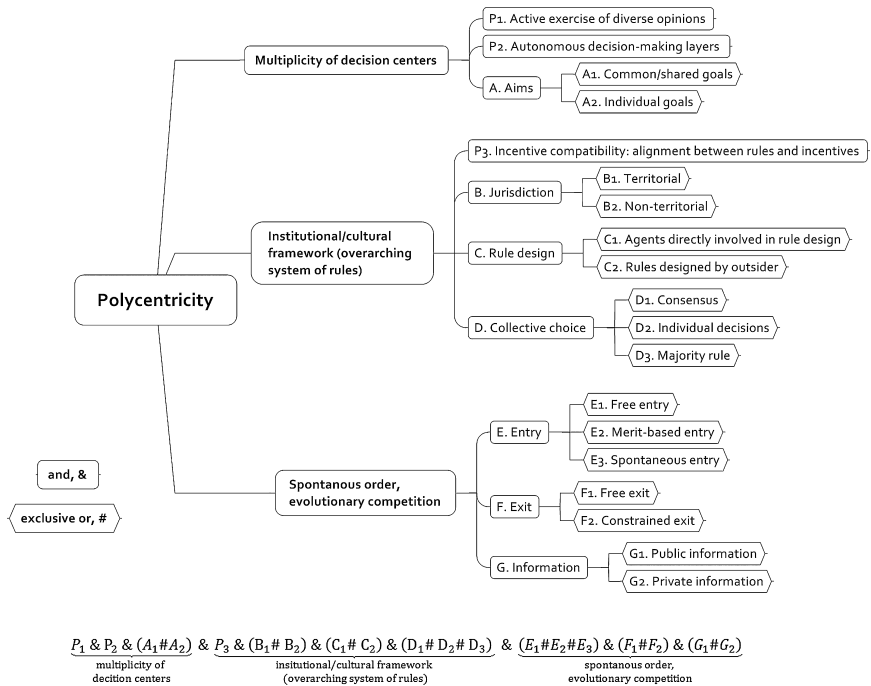 P1. Active exercise of diverse opinions
Multiplicity of decision centers
P2. Autonomous decision-making layers
A. Aims
A1. Common/shared goals
A2. Individual goals
P3. Incentive compatibility: alignment between rules and incentives
B. Jurisdiction
B1. Territorial
B2. Non-territorial
Institutional/cultural
framework (overarching
system of rules)
C. Rule design
C1. Agents directly involved in rule design
C2. Rules designed by outsider
Polycentricity
D. Collective choice
D1. Consensus
D2. Individual decisions
D3. Majority rule
E. Entry
E1. Free entry
E2. Merit-based entry
E3. Spontaneous entry
Spontanous order,
evolutionary competition
F. Exit
F1. Free exit
F2. Constrained exit
G. Information
G1. Public information
G2. Private information
and, &
exclusive or, #
P₁ & P₂ & (A₁# A₂) & P₃ & (B₁# B₂) & (C₁# C₂) & (D₁# D₂# D₃) & (E₁#E₂#E₃) & (F₁#F₂) & (G₁#G₂)
multiplicity of
decition centers
insitutional/cultural framework
(overarching system of rules)
spontanous order,
evolutionary competition